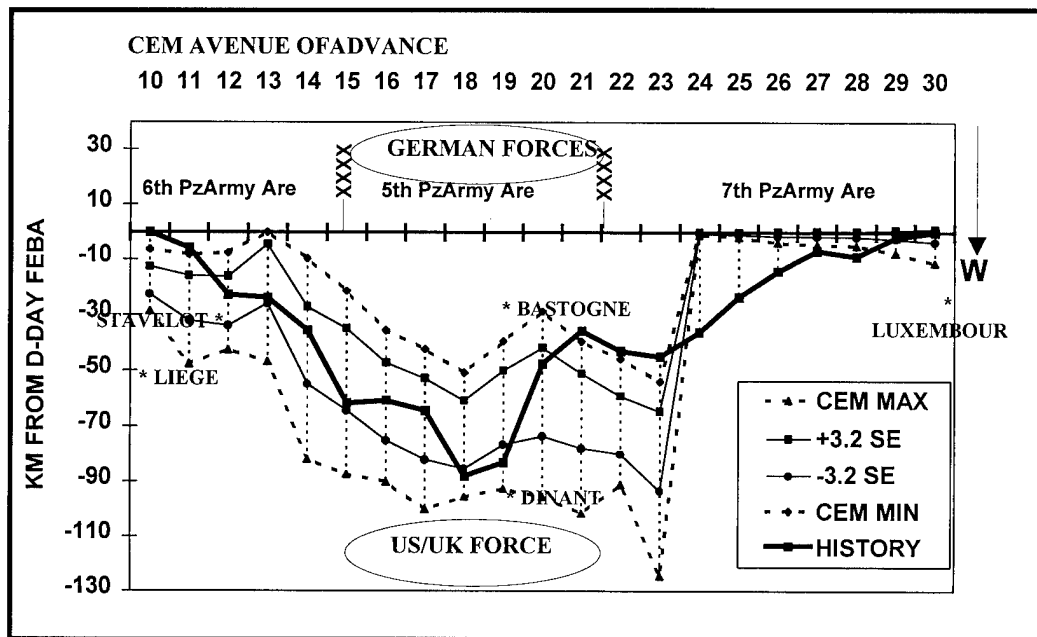 CEM AVENUE OFADVANCE
10 11 12 13 14 15 16 17 18 19 20 21 22 23 24 25 26 27 28 29 30
30
GERMAN FORCES
XXXX
XXXX
6th PzArmy Are
5th PzArmy Are
7th PzArmy Are
10
-10
W
-30
* BASTOGNE
*
STAVELOT *
LUXEMBOUR
-50
* LIEGE
-70
-90
* DINANT
-110
US/UK FORCE
-130
KM FROM D-DAY FEBA
CEM MAX
+3.2 SE
-3.2 SE
CEM MIN
HISTORY